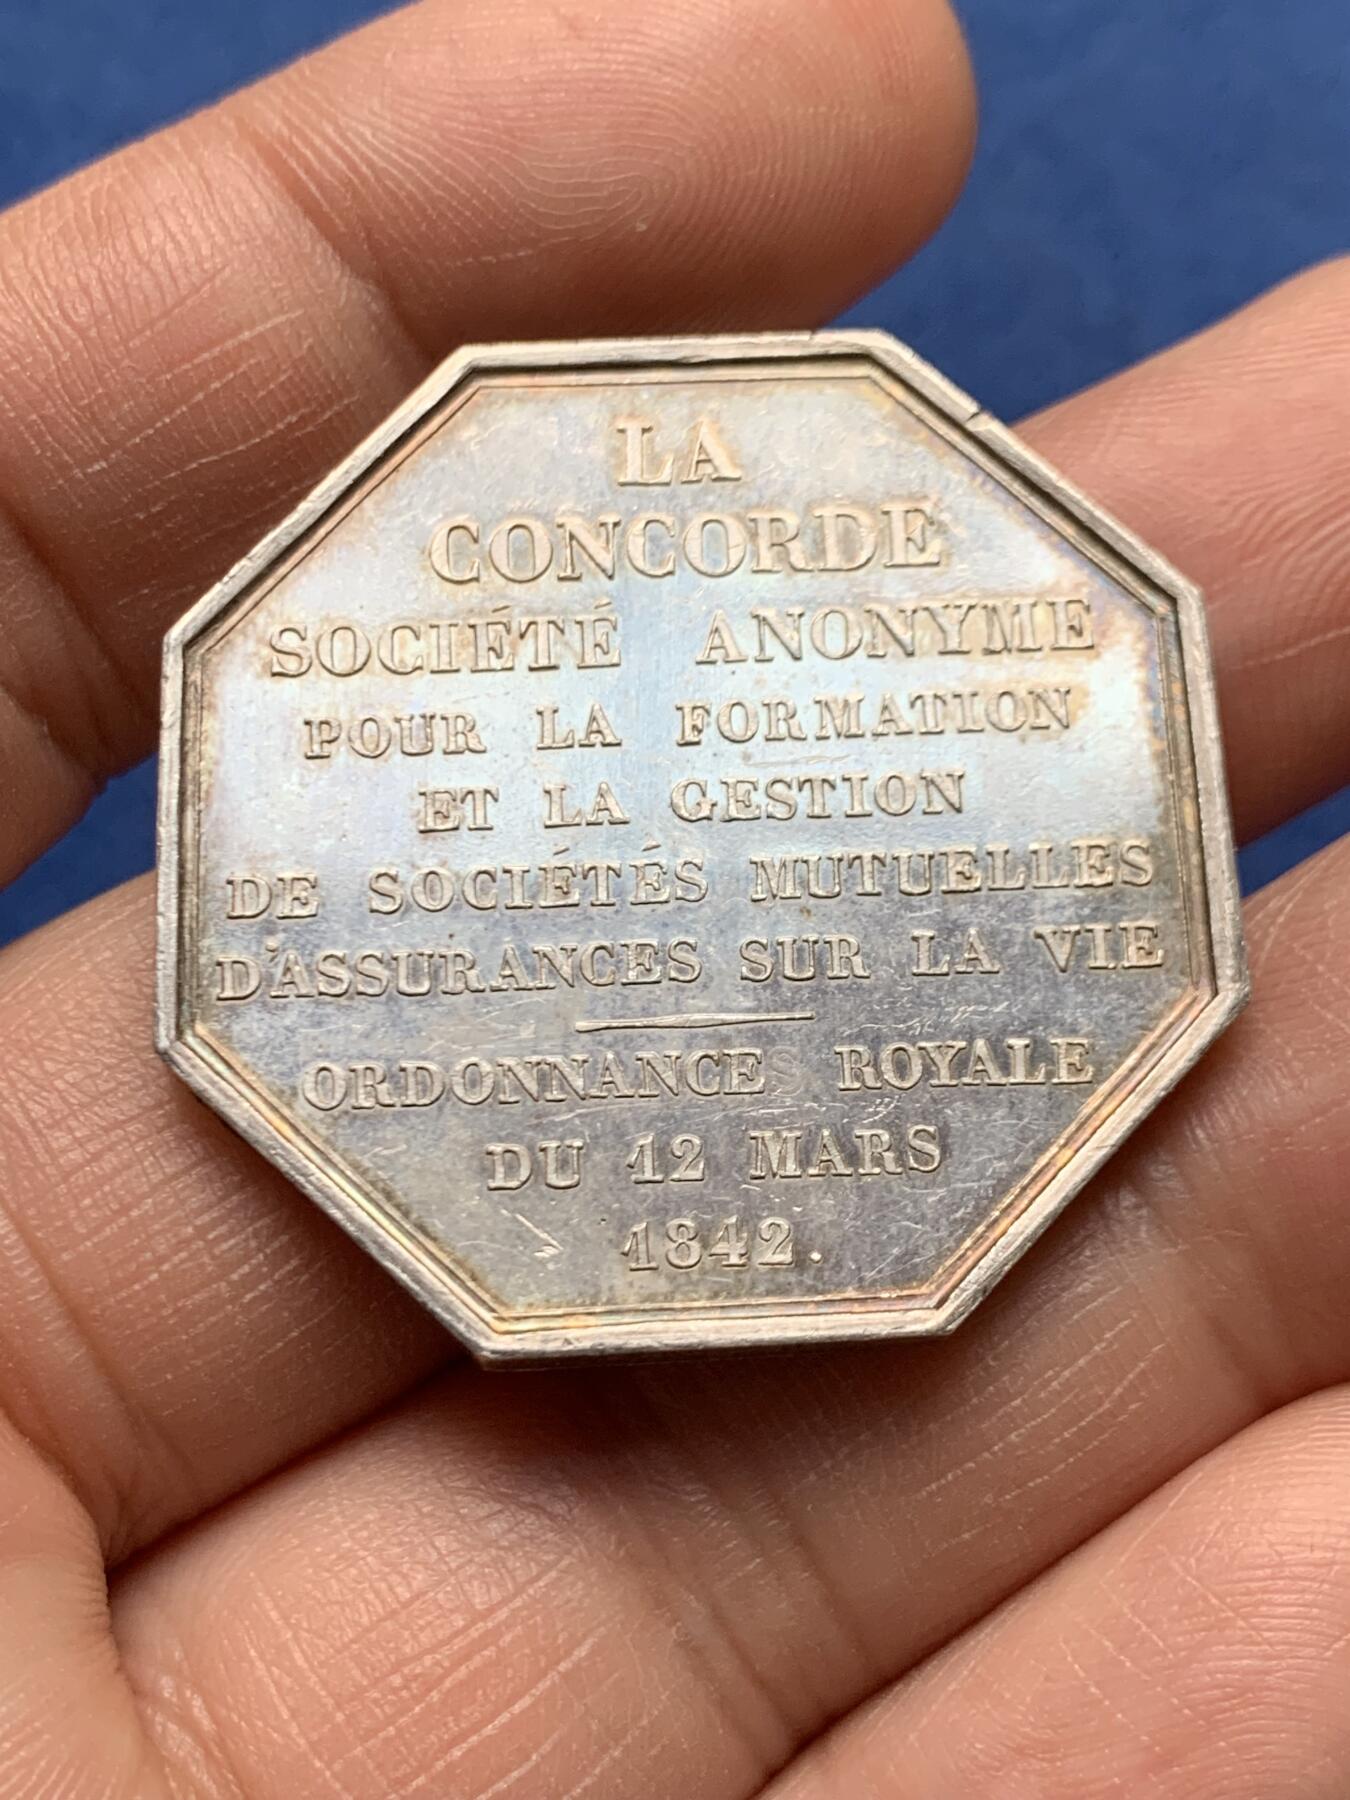 LA
CONCORDE
SOCIÉTÉ ANONYME
POUR LA FORMATION
ET LA GESTION
DE SOCIÉTÉS MUTUELLES
D'ASSURANCES SUR LA VIE
ORDONNANCES ROYALE
DU 12 MARS
1842.